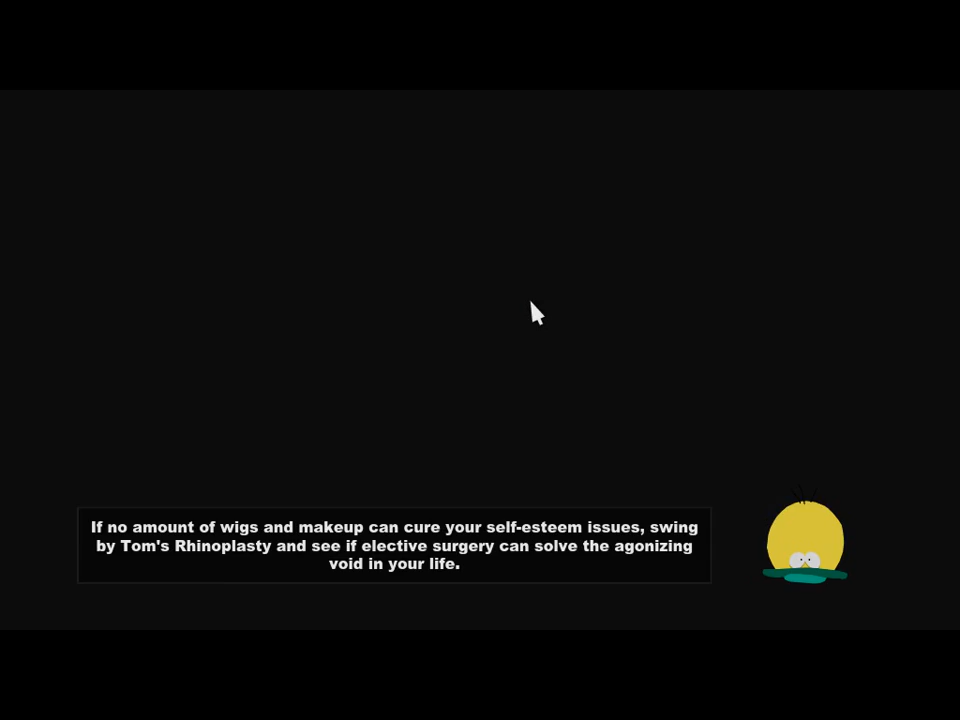 If no amount of wigs and makeup can cure your self-esteem issues, swing
by Tom's Rhinoplasty and see if elective surgery can solve the agonizing
void in your life.